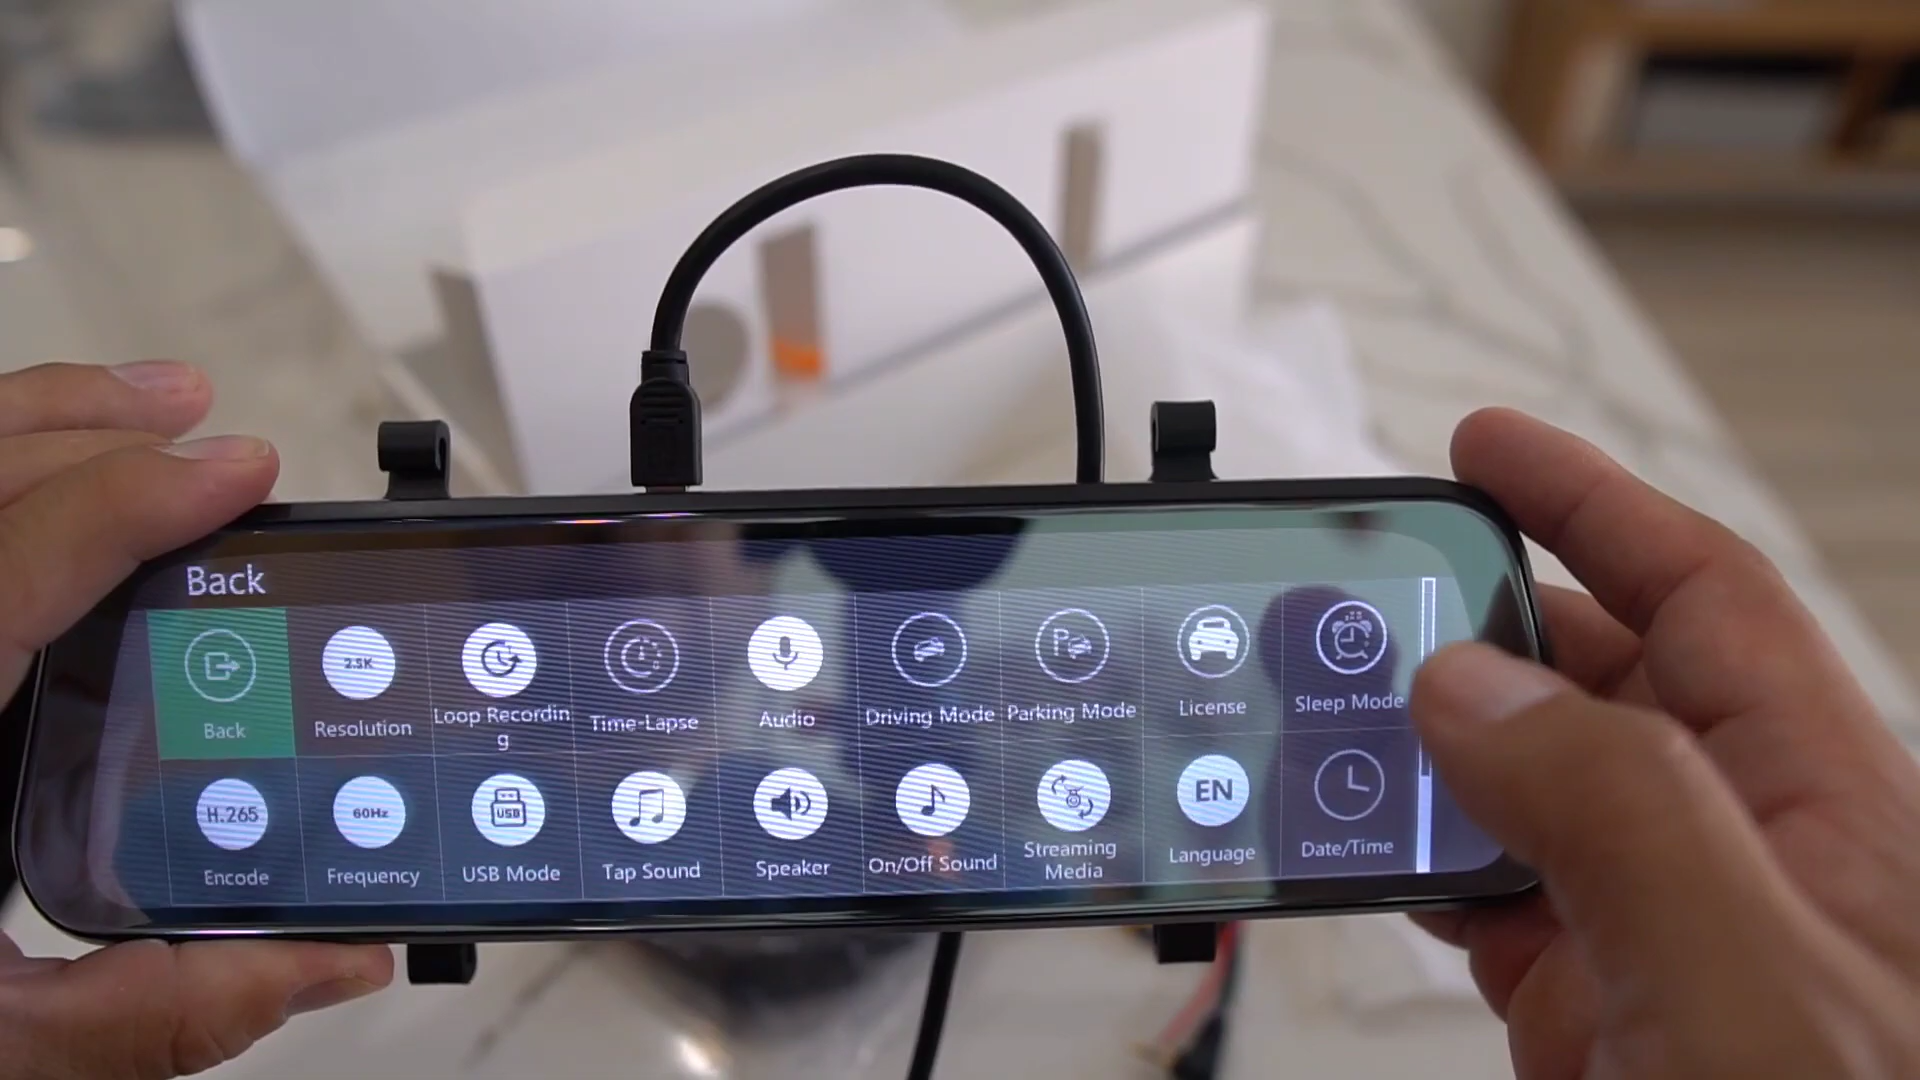 Back
Back
2.5K
Resolution
Loop Recordin
g
Time-Lapse
Audio
Driving Mode
P
Parking Mode
License
Sleep Mode
H.265
Encode
60Hz
Frequency
USB
USB Mode
Tap Sound
Speaker
On/Off Sound
Streaming
Media
EN
Language
Date/Time